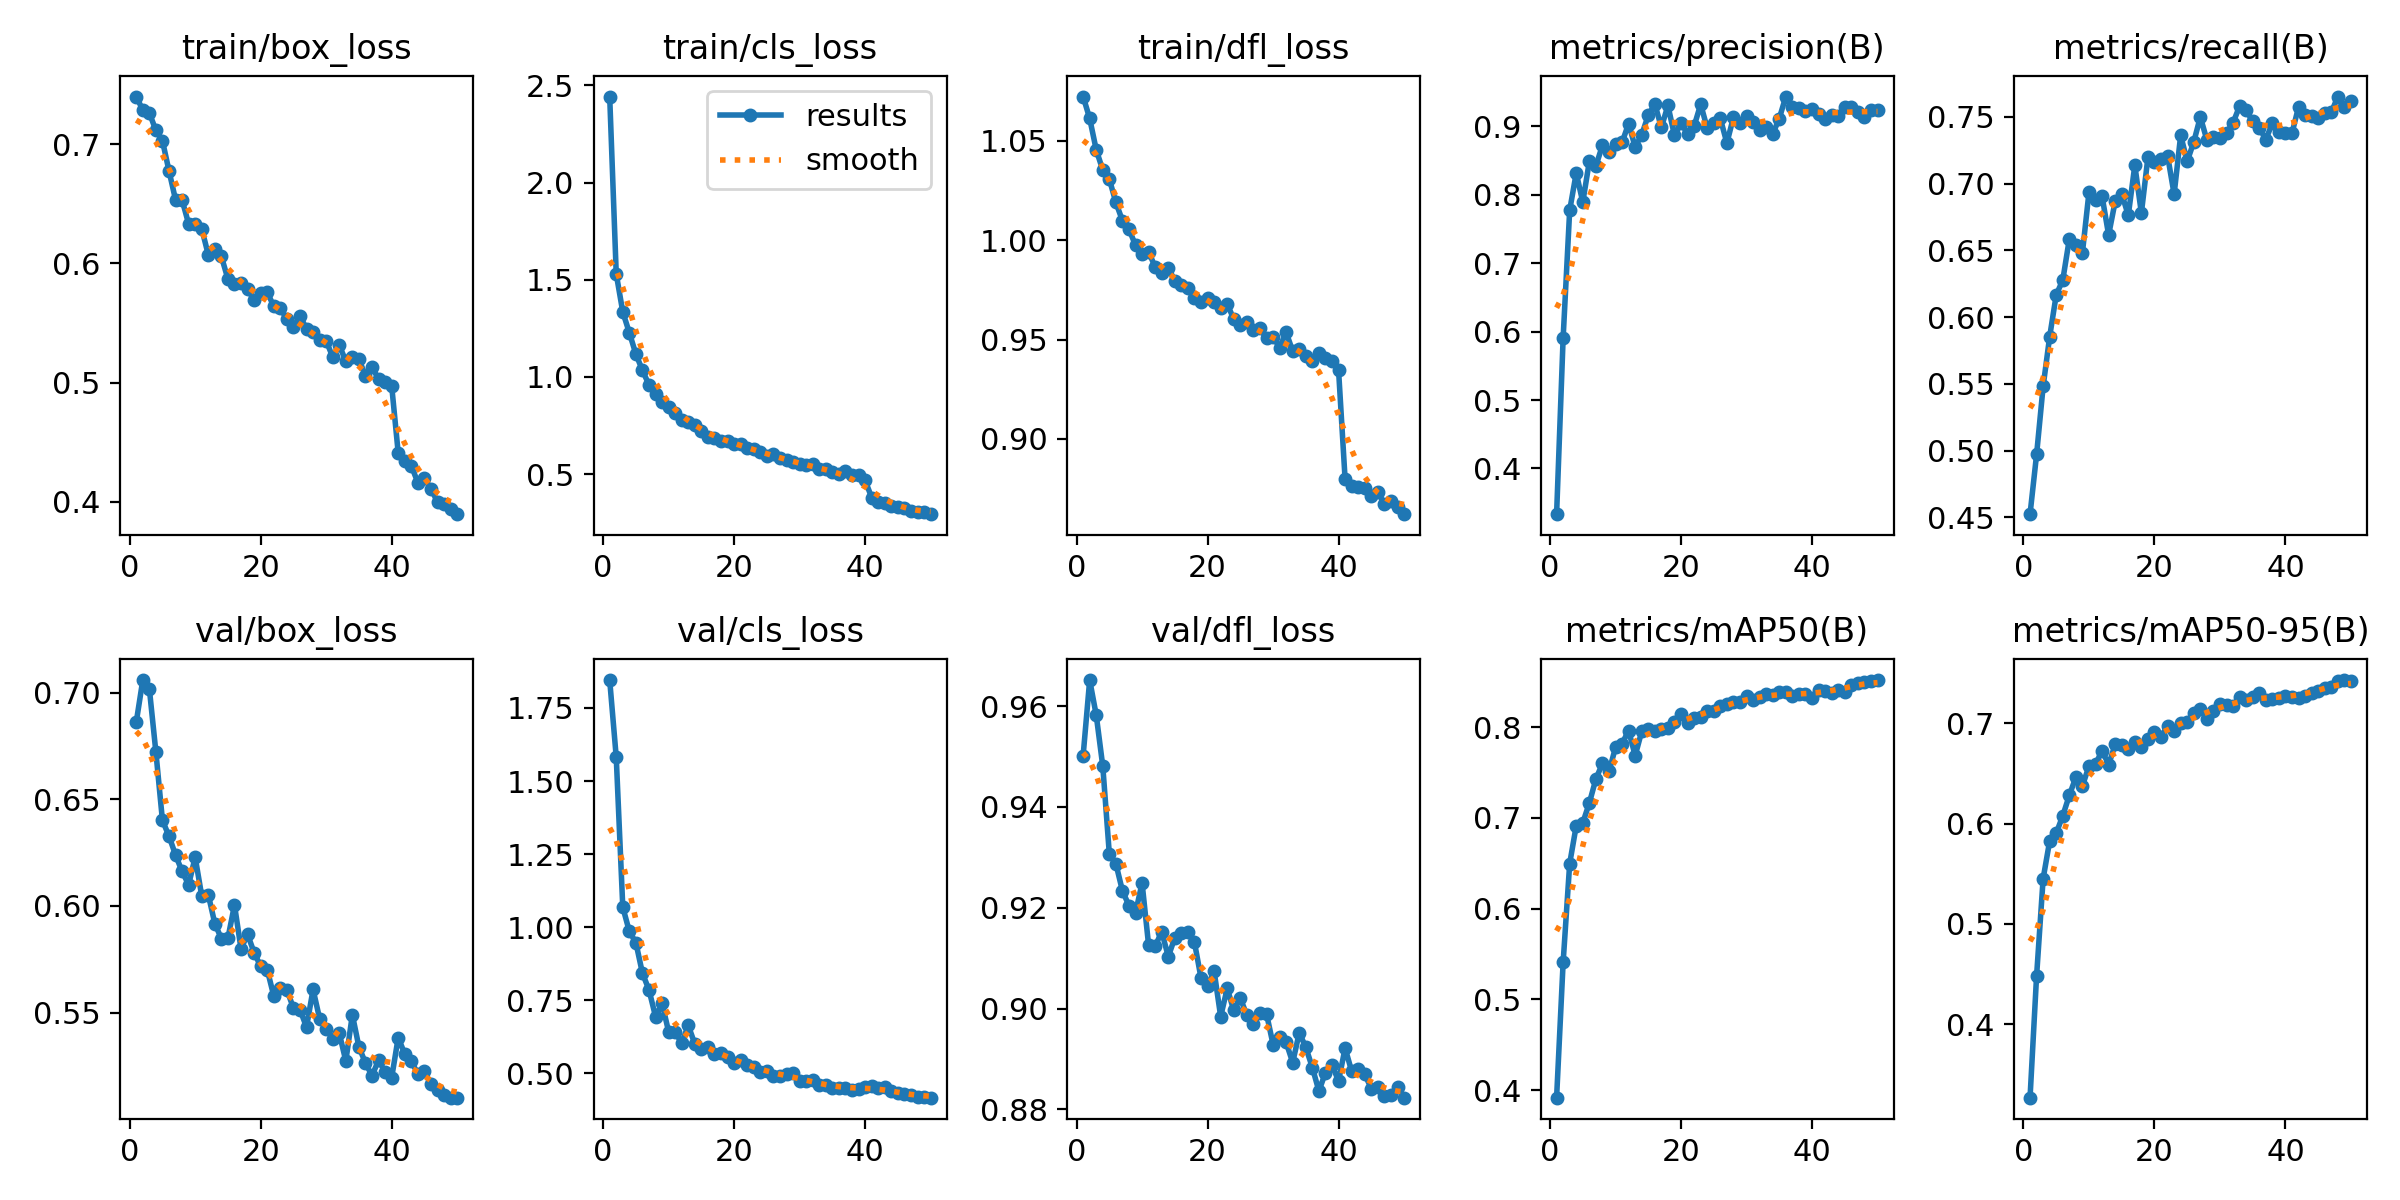 train/box_loss
0.7
0.6
0.5
0.4
0 20 40
train/cls_loss
results
smooth
2.5
2.0
1.5
1.0
0.5
0 20 40
train/dfl_loss
1.05
1.00
0.95
0.90
0 20 40
metrics/precision(B)
0.9
0.8
0.7
0.6
0.5
0.4
0 20 40
metrics/recall(B)
0.75
0.70
0.65
0.60
0.55
0.50
0.45
0 20 40
val/box_loss
0.70
0.65
0.60
0.55
0 20 40
val/cls_loss
1.75
1.50
1.25
1.00
0.75
0.50
0 20 40
val/dfl_loss
0.96
0.94
0.92
0.90
0.88
0 20 40
metrics/mAP50(B)
0.8
0.7
0.6
0.5
0.4
0 20 40
metrics/mAP50-95(B)
0.7
0.6
0.5
0.4
0 20 40